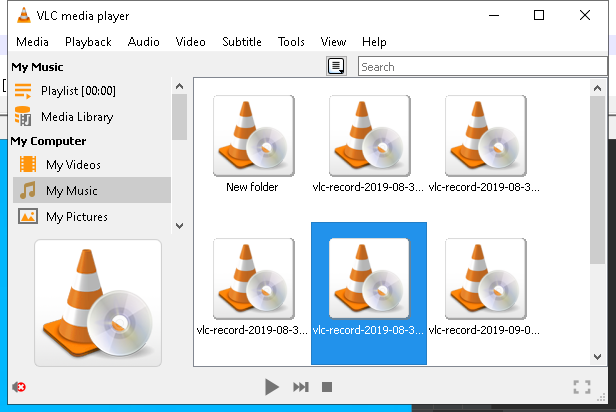 VLC media player
Media Playback Audio Video Subtitle Tools View Help
My Music
Search
Playlist [00:00]
Media Library
My Computer
My Videos
My Music
My Pictures
New folder
vlc-record-2019-08-3...
vlc-record-2019-08-3...
vlc-record-2019-08-3...
vlc-record-2019-08-3...
vlc-record-2019-09-0...